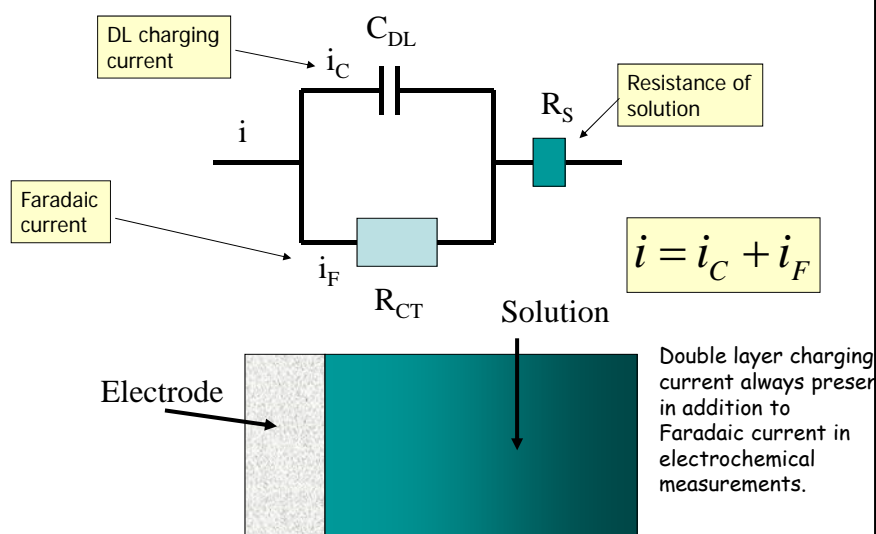 DL charging
current
C_DL
i_C
Resistance of
solution
R_S
i
Faradaic
current
i_F
R_CT
i = i_C + i_F
Solution
Electrode
Double layer charging
current always presen
in addition to
Faradaic current in
electrochemical
measurements.